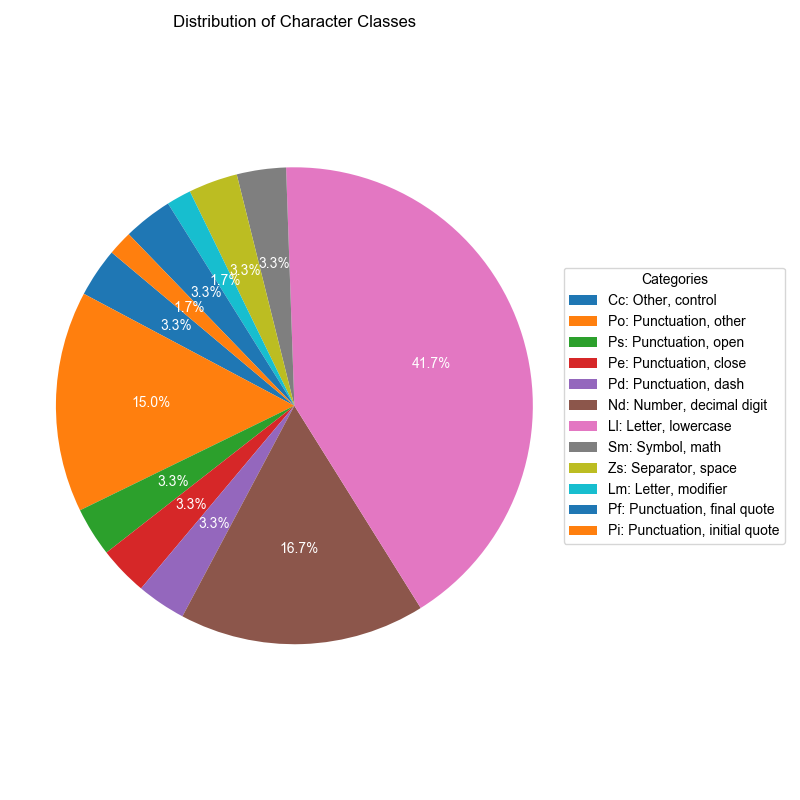 Distribution of Character Classes
3.3%
3.3%
1.7%
3.3%
1.7%
3.3%
41.7%
15.0%
3.3%
3.3%
3.3%
16.7%
Categories
Cc: Other, control
Po: Punctuation, other
Ps: Punctuation, open
Pe: Punctuation, close
Pd: Punctuation, dash
Nd: Number, decimal digit
Ll: Letter, lowercase
Sm: Symbol, math
Zs: Separator, space
Lm: Letter, modifier
Pf: Punctuation, final quote
Pi: Punctuation, initial quote